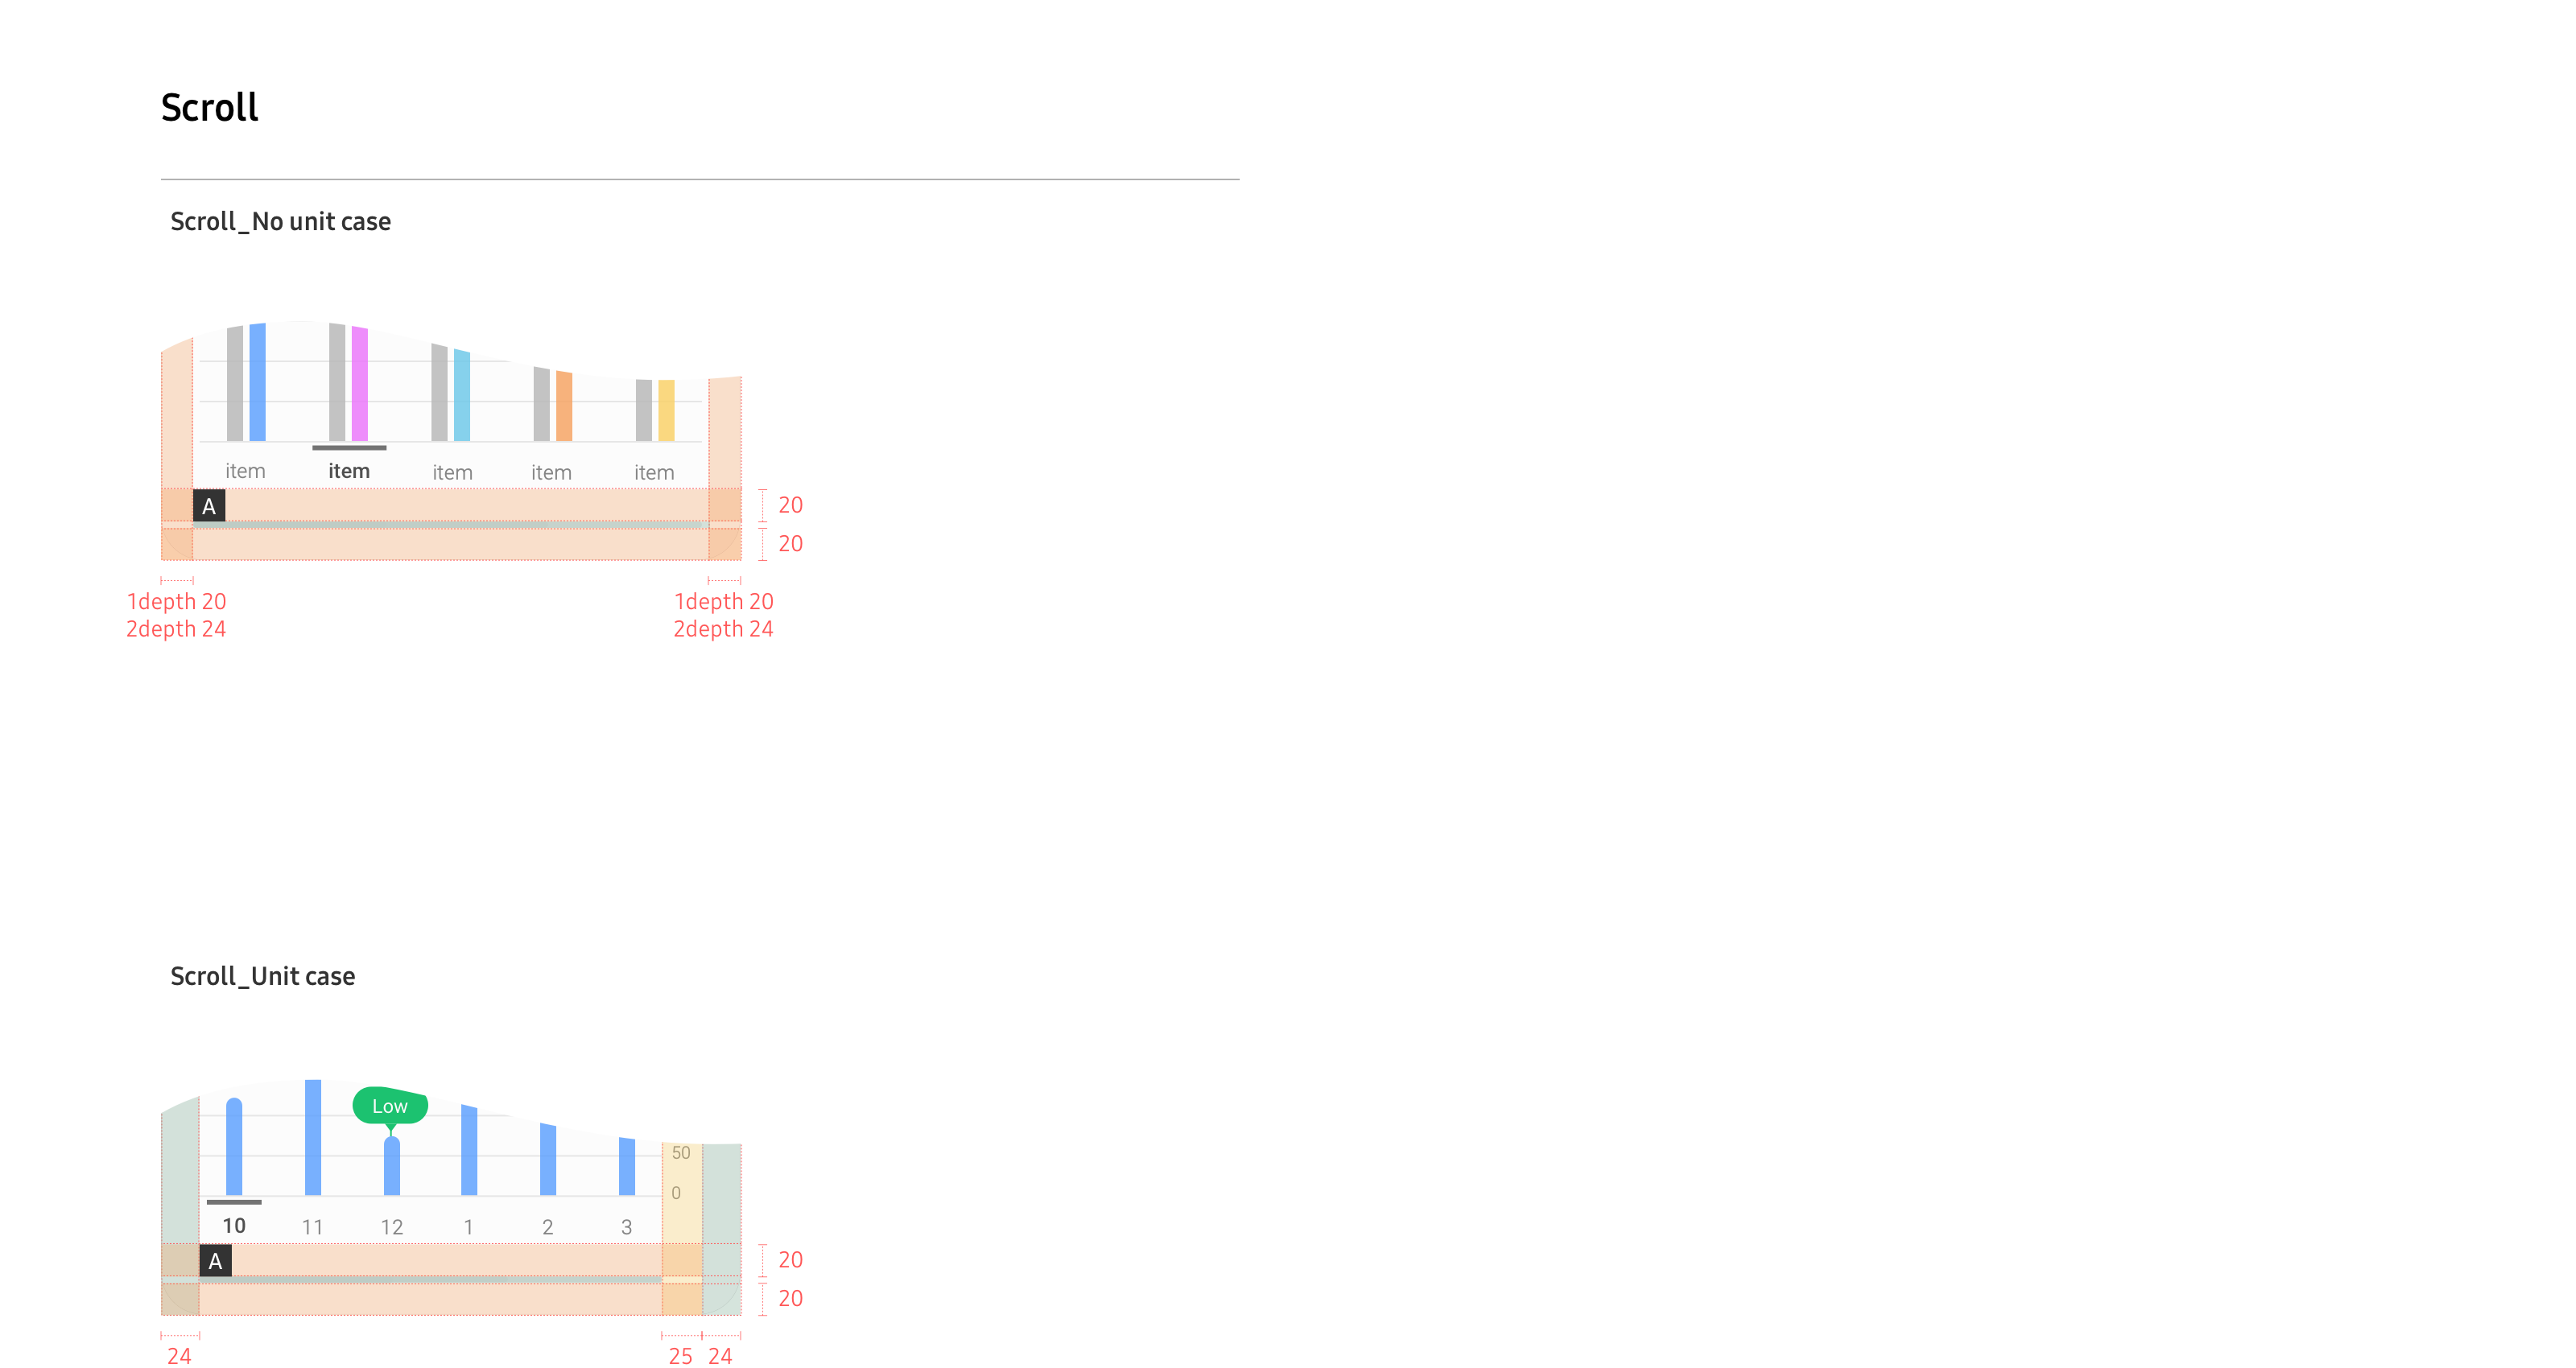 Scroll
Scroll_No unit case
item item item item item
A
20
20
1depth 20 1depth 20
2depth 24 2depth 24
Scroll_Unit case
Low
50
0
10 11 12 1 2 3
A
20
20
24 25 24